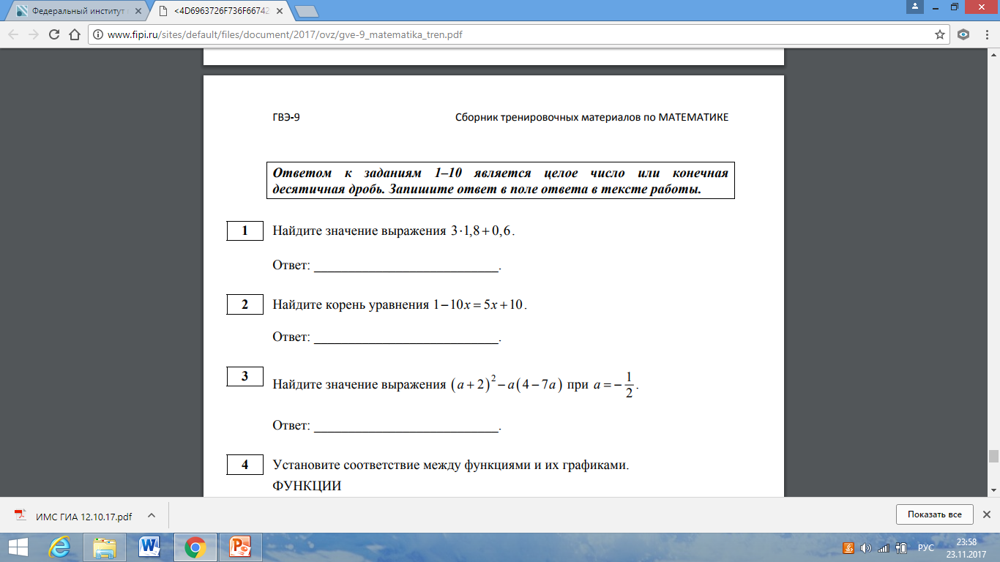 Федеральный институт
<4D6963726F736F66742
www.fipi.ru/sites/default/files/document/2017/ovz/gve-9_matematika_tren.pdf
ГВЭ-9 Сборник тренировочных материалов по МАТЕМАТИКЕ
Ответом к заданиям 1–10 является целое число или конечная
десятичная дробь. Запишите ответ в поле ответа в тексте работы.
1 Найдите значение выражения 3·1,8+0,6.
Ответ: ___________________________.
2 Найдите корень уравнения 1−10x=5x+10.
Ответ: ___________________________.
3 Найдите значение выражения (a+2)²−a(4−7a) при a=−1/2.
Ответ: ___________________________.
4 Установите соответствие между функциями и их графиками.
ФУНКЦИИ
ИМС ГИА 12.10.17.pdf
Показать все
РУС
23:58
23.11.2017